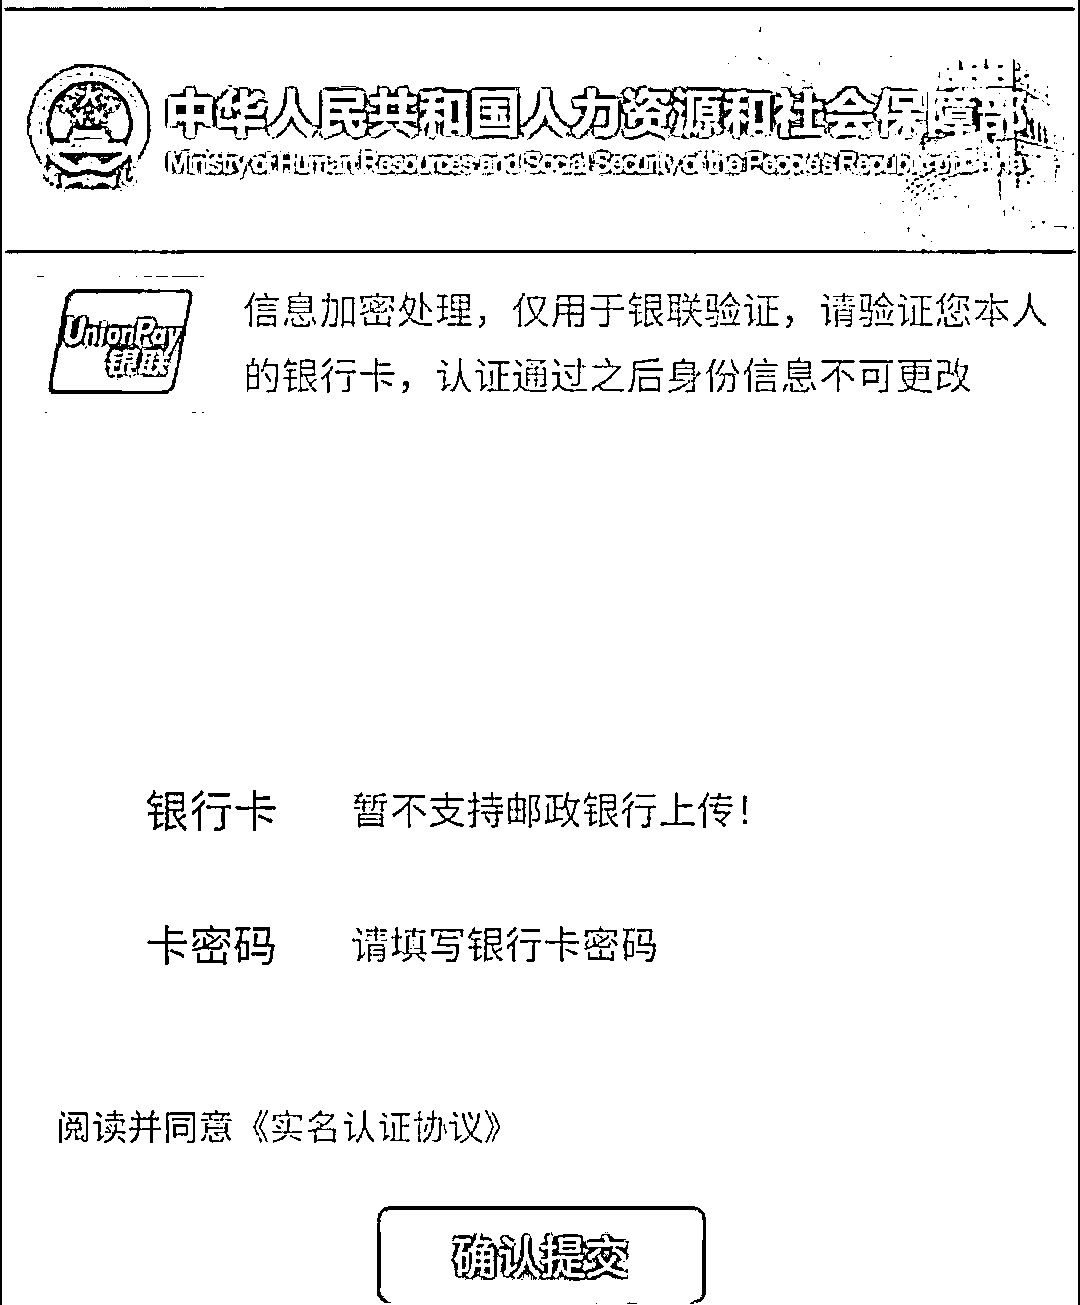 中华人民共和国人力资源和社会保障部
Ministry of Human Resources and Social Security of the People's Republic of China
UnionPay
银联
信息加密处理，仅用于银联验证，请验证您本人
的银行卡，认证通过之后身份信息不可更改
银行卡 暂不支持邮政银行上传！
卡密码 请填写银行卡密码
阅读并同意《实名认证协议》
确认提交